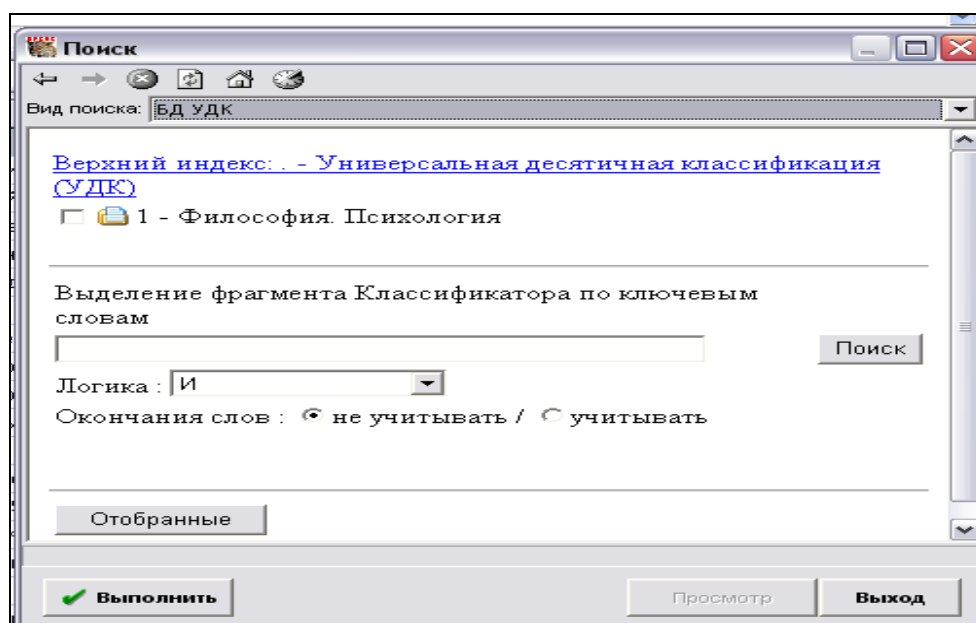 Поиск
Вид поиска: БД УДК
Верхний индекс: . - Универсальная десятичная классификация
(УДК)
1 - Философия. Психология
Выделение фрагмента Классификатора по ключевым
словам
Поиск
Логика : И
Окончания слов : не учитывать / учитывать
Отобранные
Выполнить Просмотр Выход